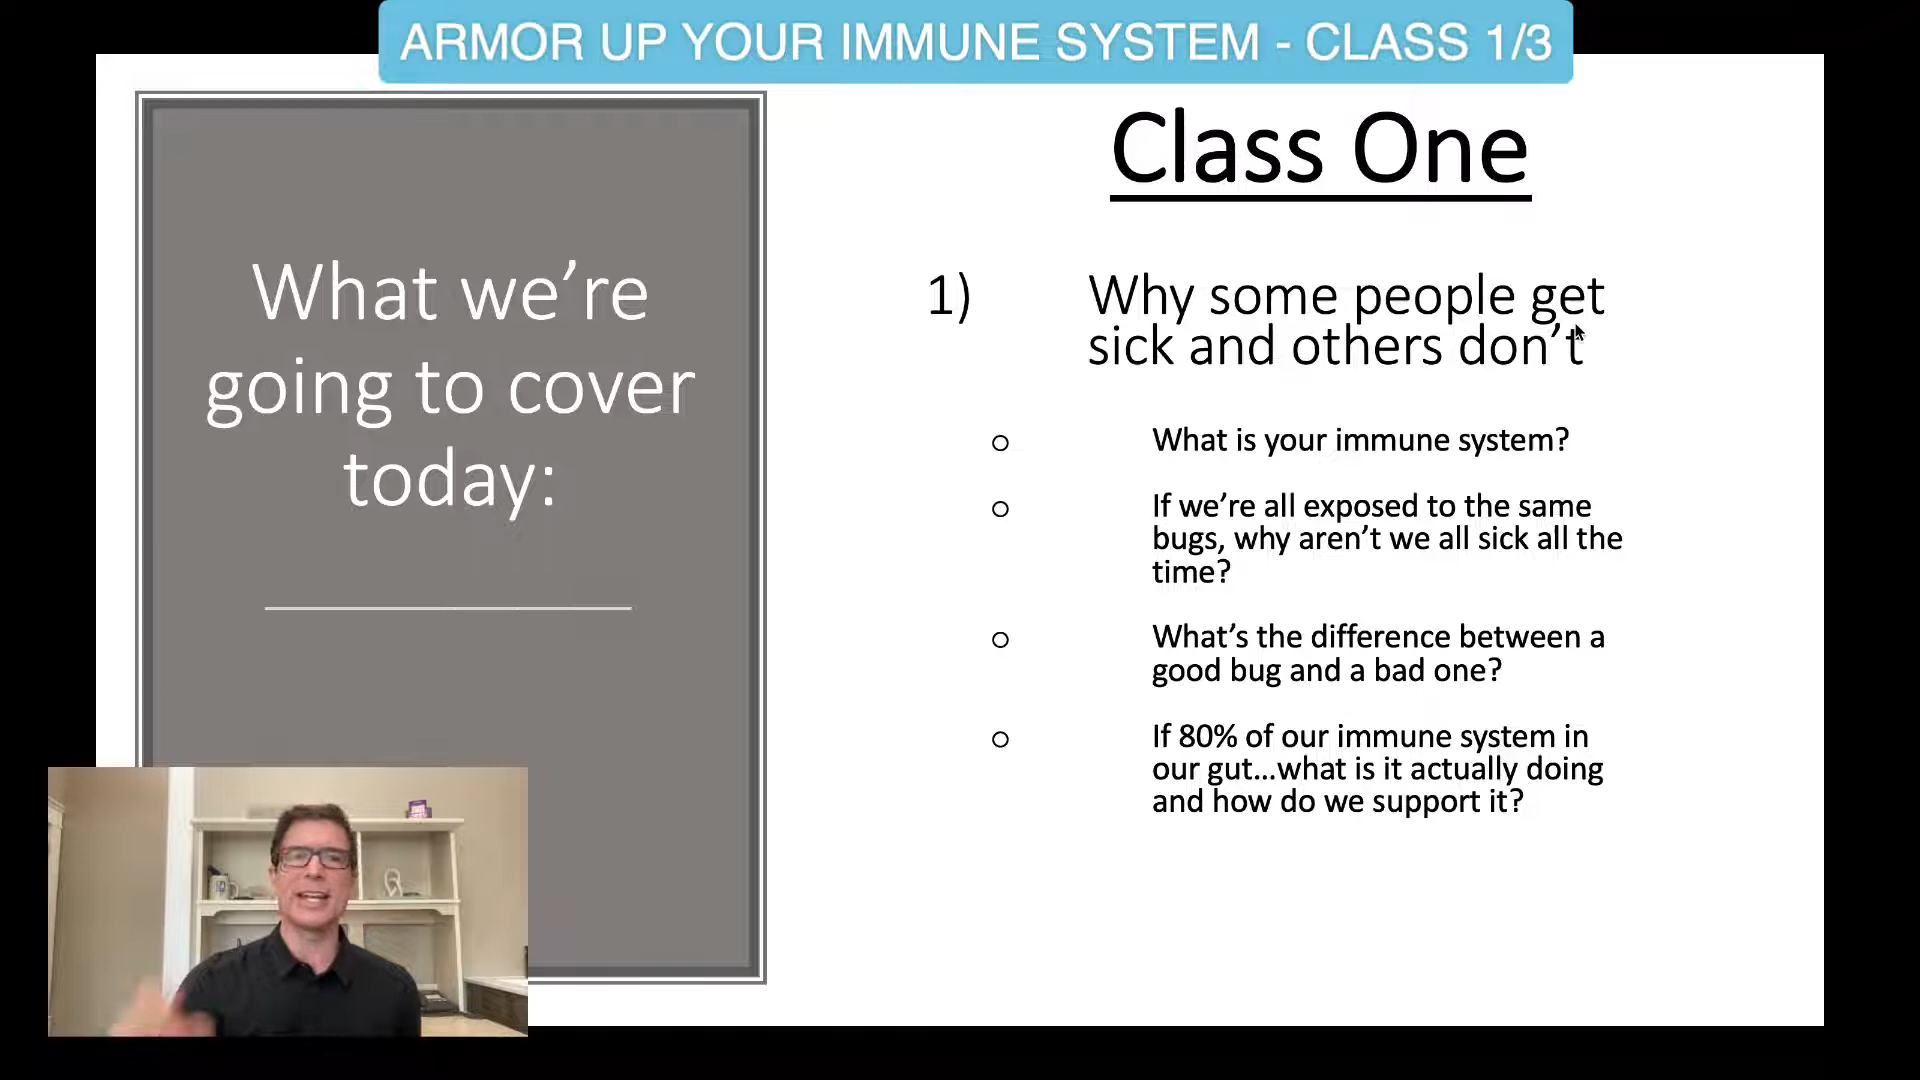 ARMOR UP YOUR IMMUNE SYSTEM - CLASS 1/3
What we’re
going to cover
today:
Class One
1) Why some people get
sick and others don’t
o What is your immune system?
o If we’re all exposed to the same
bugs, why aren’t we all sick all the
time?
o What’s the difference between a
good bug and a bad one?
o If 80% of our immune system in
our gut...what is it actually doing
and how do we support it?